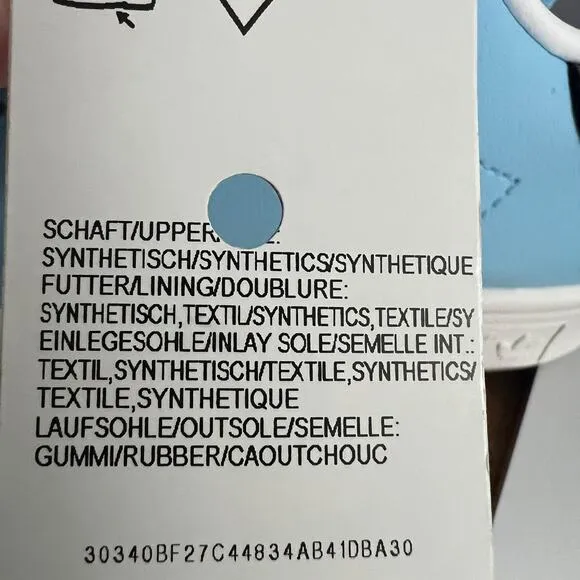 SCHAFT/UPPER
SYNTHETISCH/SYNTHETICS/SYNTHETIQUE
FUTTER/LINING/DOUBLURE:
SYNTHETISCH,TEXTIL/SYNTHETICS,TEXTILE/SY
EINLEGESOHLE/INLAY SOLE/SEMELLE INT.:
TEXTIL,SYNTHETISCH/TEXTILE,SYNTHETICS/
TEXTILE,SYNTHETIQUE
LAUFSOHLE/OUTSOLE/SEMELLE:
GUMMI/RUBBER/CAOUTCHOUC
30340BF27C44834AB41DBA30